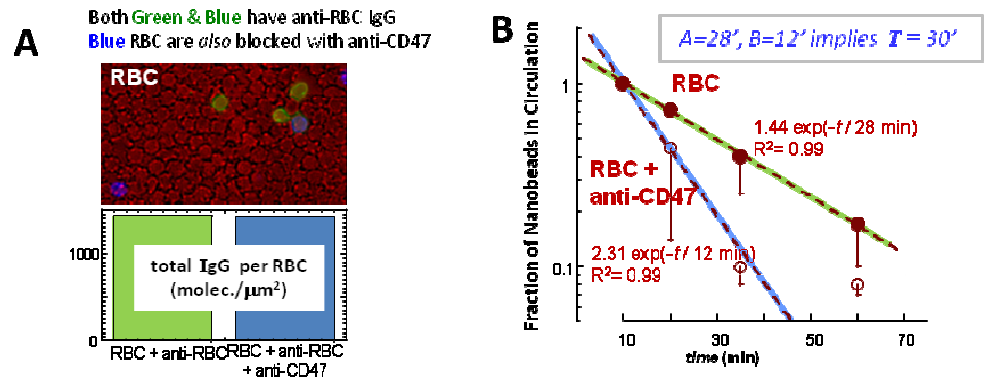 A
Both Green & Blue have anti-RBC IgG
Blue RBC are also blocked with anti-CD47
RBC
1000
0
total IgG per RBC
(molec./μm²)
RBC + anti-RBC
RBC + anti-RBC
+ anti-CD47
B
A=28’, B=12’ implies T = 30’
Fraction of Nanobeads in Circulation
1
0.1
RBC
1.44 exp(–t / 28 min)
R²= 0.99
RBC +
anti-CD47
2.31 exp(–t / 12 min)
R²= 0.99
10
30
50
70
time (min)